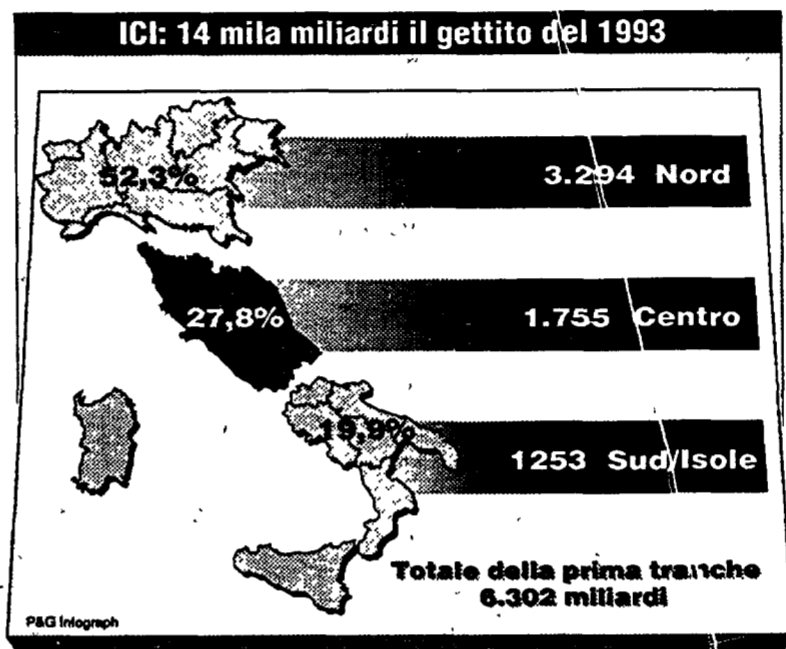 ICI: 14 mila miliardi il gettito del 1993
52,3%
3.294 Nord
27,8%
1.755 Centro
19,9%
1253 Sud/Isole
Totale della prima tranche
6.302 miliardi
P&G Infograph